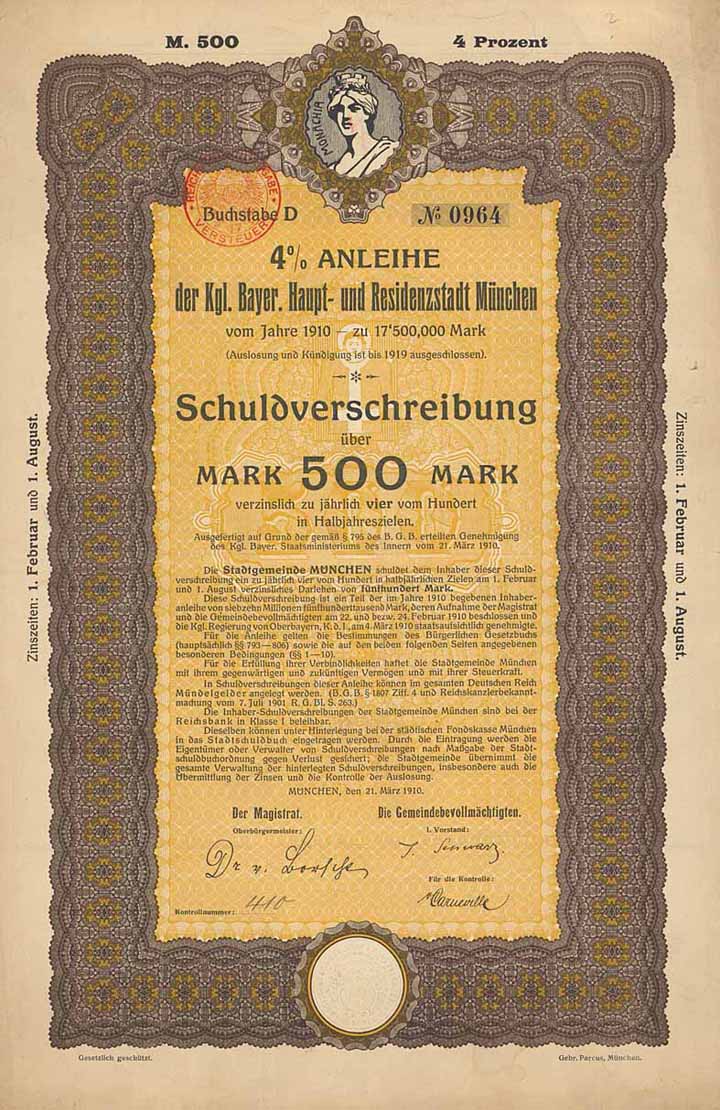 M. 500
4 Prozent
MONACHIA
VERSTEUERT
Buchstabe D
№ 0964
4% ANLEIHE
der Kgl. Bayer. Haupt- und Residenzstadt München
vom Jahre 1910 — zu 17'500,000 Mark
(Auslosung und Kündigung ist bis 1919 ausgeschlossen).
Schuldverschreibung
über
MARK 500 MARK
verzinslich zu jährlich vier vom Hundert
in Halbjahreszielen.
Ausgefertigt auf Grund der gemäß § 795 des B. G. B. erteilten Genehmigung
des Kgl. Bayer. Staatsministeriums des Innern vom 21. März 1910.
Die Stadtgemeinde MÜNCHEN schuldet dem Inhaber dieser Schuld-
verschreibung ein zu jährlich vier vom Hundert in halbjährlichen Zielen am 1. Februar
und 1. August verzinsliches Darlehen von fünfhundert Mark.
Diese Schuldverschreibung ist ein Teil der im Jahre 1910 begebenen Inhaber-
anleihe von siebzehn Millionen fünfhunderttausend Mark, deren Aufnahme der Magistrat
und die Gemeindebevollmächtigten am 22. und bezw. 24. Februar 1910 beschlossen und
die Kgl. Regierung von Oberbayern, K. d. I., am 4. März 1910 staatsaufsichtlich genehmigte.
Für die Anleihe gelten die Bestimmungen des Bürgerlichen Gesetzbuchs
(hauptsächlich §§ 793—806) sowie die auf den beiden folgenden Seiten angegebenen
besonderen Bedingungen (§§ 1—10).
Für die Erfüllung ihrer Verbindlichkeiten haftet die Stadtgemeinde München
mit ihrem gegenwärtigen und zukünftigen Vermögen und mit ihrer Steuerkraft.
In Schuldverschreibungen dieser Anleihe können im gesamten Deutschen Reich
Mündelgelder angelegt werden. (B. G. B. § 1807 Ziff. 4 und Reichskanzlerbekannt-
machung vom 7. Juli 1901 R. G. Bl. S. 263.)
Die Inhaber-Schuldverschreibungen der Stadtgemeinde München sind bei der
Reichsbank in Klasse I beleihbar.
Dieselben können unter Hinterlegung bei der städtischen Fondskasse München
in das Stadtschuldbuch eingetragen werden. Durch die Eintragung werden die
Eigentümer oder Verwalter von Schuldverschreibungen nach Maßgabe der Stadt-
schuldbuchordnung gegen Verlust gesichert; die Stadtgemeinde übernimmt die
gesamte Verwaltung der hinterlegten Schuldverschreibungen, insbesondere auch die
Übermittlung der Zinsen und die Kontrolle der Auslosung.
MÜNCHEN, den 21. März 1910.
Der Magistrat.
Die Gemeindebevollmächtigten.
Oberbürgermeister:
I. Vorstand:
Dr v. Borscht
Für die Kontrolle:
Kontrollnummer: 410
Zinszeiten: 1. Februar und 1. August.
Zinszeiten: 1. Februar und 1. August.
Gesetzlich geschützt.
Gebr. Parcus, München.